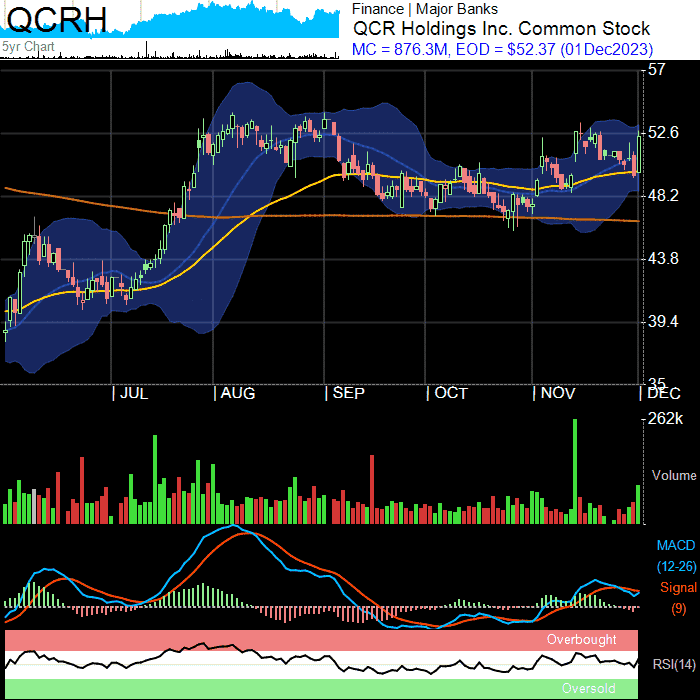 QCRH
5yr Chart
Finance | Major Banks
QCR Holdings Inc. Common Stock
MC = 876.3M, EOD = $52.37 (01Dec2023)
57
52.6
48.2
43.8
39.4
35
JUL
AUG
SEP
OCT
NOV
DEC
262k
Volume
MACD
(12-26)
Signal
(9)
Overbought
RSI(14)
Oversold